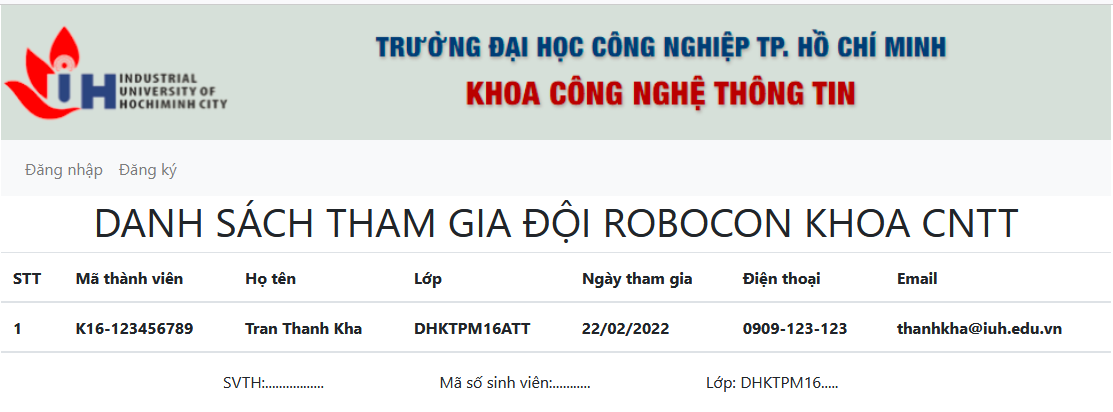 TRƯỜNG ĐẠI HỌC CÔNG NGHIỆP TP. HỒ CHÍ MINH
KHOA CÔNG NGHỆ THÔNG TIN
IUH INDUSTRIAL
UNIVERSITY OF
HOCHIMINH CITY
Đăng nhập Đăng ký
DANH SÁCH THAM GIA ĐỘI ROBOCON KHOA CNTT
STT Mã thành viên Họ tên Lớp Ngày tham gia Điện thoại Email
1 K16-123456789 Tran Thanh Kha DHKTPM16ATT 22/02/2022 0909-123-123 thanhkha@iuh.edu.vn
SVTH:................. Mã số sinh viên:........... Lớp: DHKTPM16.....